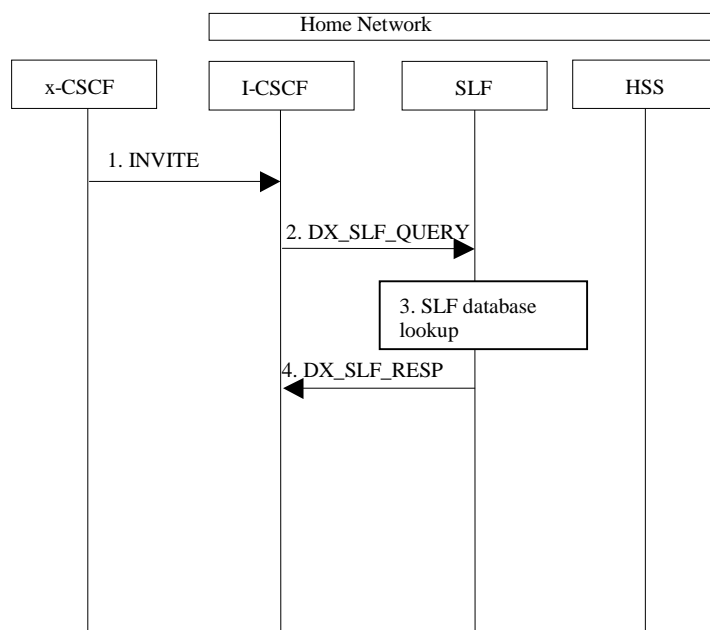 Home Network
x-CSCF
I-CSCF
SLF
HSS
1. INVITE
2. DX_SLF_QUERY
3. SLF database
lookup
4. DX_SLF_RESP